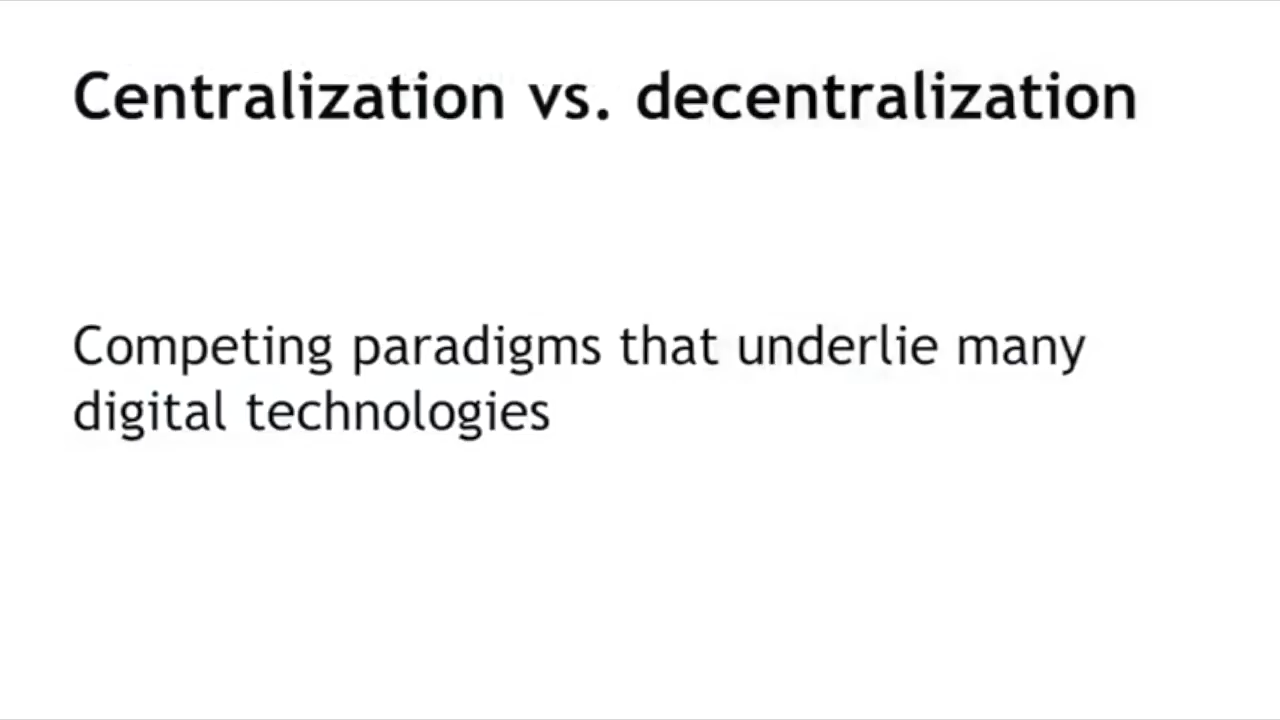 Centralization vs. decentralization
Competing paradigms that underlie many
digital technologies